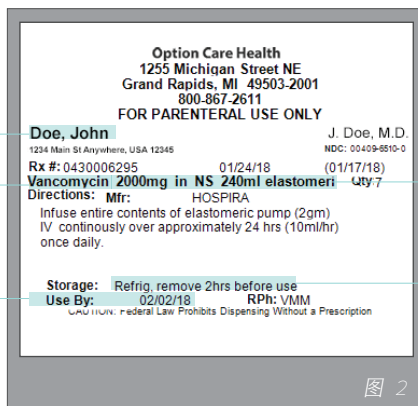 Option Care Health
1255 Michigan Street NE
Grand Rapids, MI 49503-2001
800-867-2611
FOR PARENTERAL USE ONLY
Doe, John J. Doe, M.D.
1234 Main St Anywhere, USA 12345 NDC: 00409-6510-0
Rx #: 0430006295 01/24/18 (01/17/18)
Vancomycin 2000mg in NS 240ml elastomeri Qty:7
Directions: Mfr: HOSPIRA
Infuse entire contents of elastomeric pump (2gm)
IV continously over approximately 24 hrs (10ml/hr)
once daily.
Storage: Refrig, remove 2hrs before use
Use By: 02/02/18 RPh: VMM
CAUTION: Federal Law Prohibits Dispensing Without a Prescription
图 2